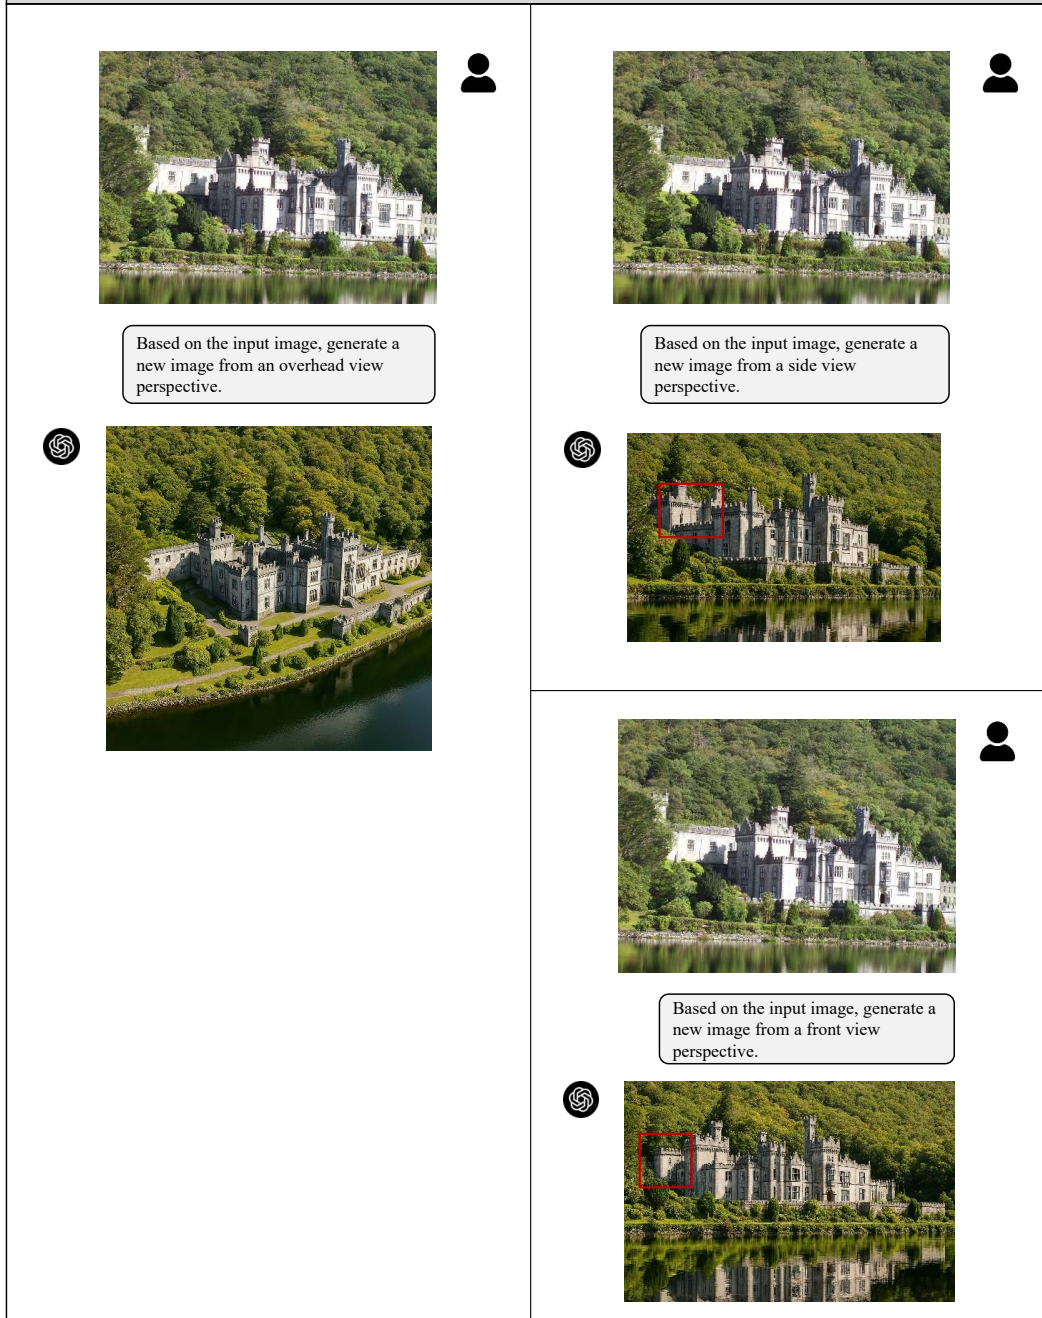 Based on the input image, generate a
new image from an overhead view
perspective.
Based on the input image, generate a
new image from a side view
perspective.
Based on the input image, generate a
new image from a front view
perspective.